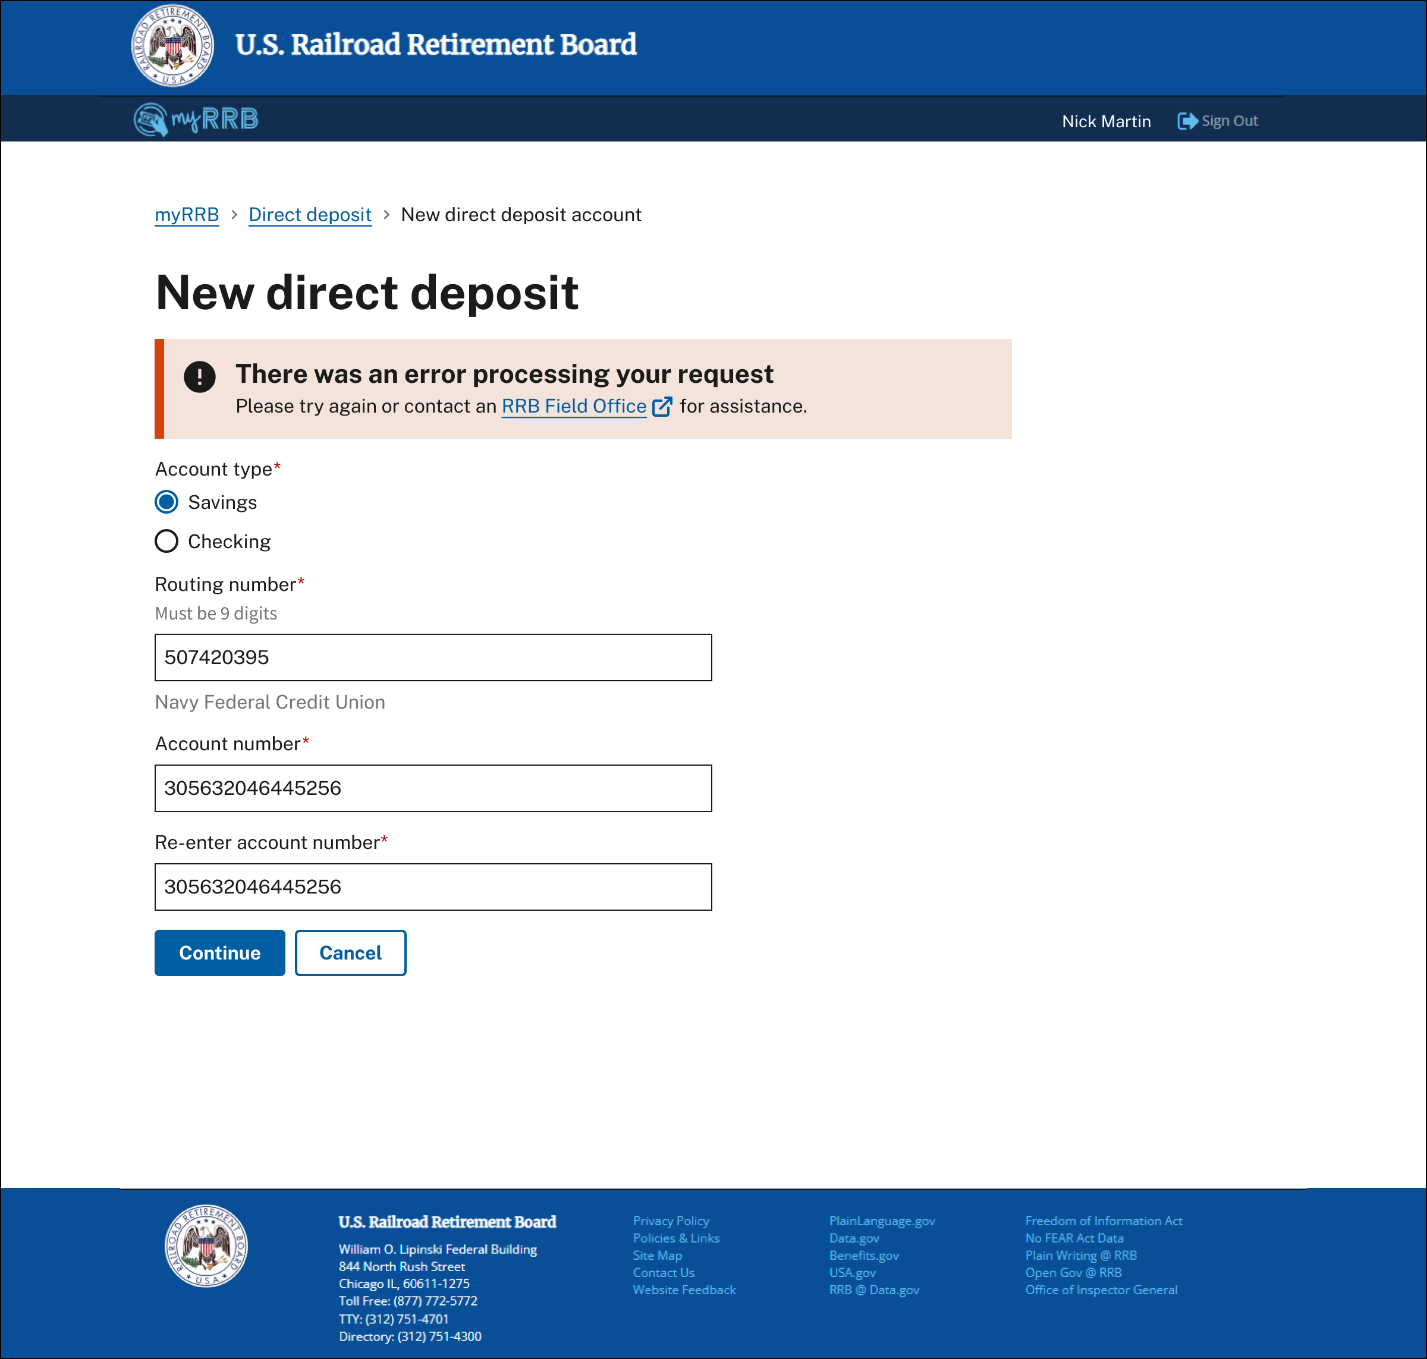 RAILROAD RETIREMENT BOARD
U.S.A.
U.S. Railroad Retirement Board
myRRB
Nick Martin
Sign Out
myRRB > Direct deposit > New direct deposit account
New direct deposit
There was an error processing your request
Please try again or contact an RRB Field Office for assistance.
Account type*
Savings
Checking
Routing number*
Must be 9 digits
507420395
Navy Federal Credit Union
Account number*
305632046445256
Re-enter account number*
305632046445256
Continue
Cancel
RAILROAD RETIREMENT BOARD
U.S.A.
U.S. Railroad Retirement Board
William O. Lipinski Federal Building
844 North Rush Street
Chicago IL, 60611-1275
Toll Free: (877) 772-5772
TTY: (312) 751-4701
Directory: (312) 751-4300
Privacy Policy
Policies & Links
Site Map
Contact Us
Website Feedback
PlainLanguage.gov
Data.gov
Benefits.gov
USA.gov
RRB @ Data.gov
Freedom of Information Act
No FEAR Act Data
Plain Writing @ RRB
Open Gov @ RRB
Office of Inspector General